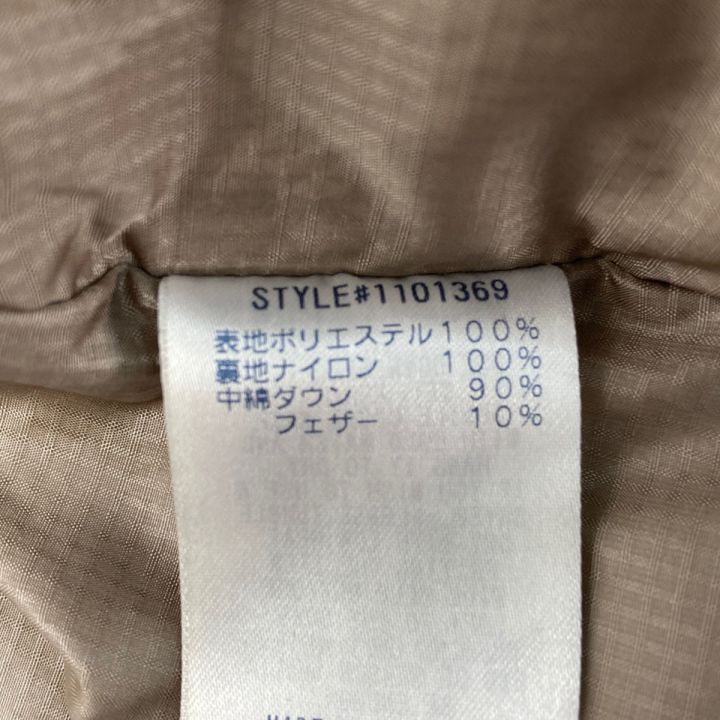 STYLE#1101369
表地ポリエステル100%
裏地ナイロン 100%
中綿ダウン 90%
フェザー 10%